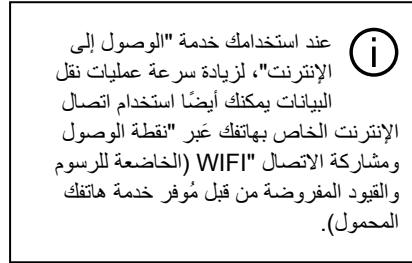 عند استخدامك خدمة "الوصول إلى
الإنترنت"، لزيادة سرعة عمليات نقل
البيانات يمكنك أيضًا استخدام اتصال
الإنترنت الخاص بهاتفك عَبر "نقطة الوصول
ومشاركة الاتصال "WIFI (الخاضعة للرسوم
والقيود المفروضة من قبل مُوفر خدمة هاتفك
المحمول).